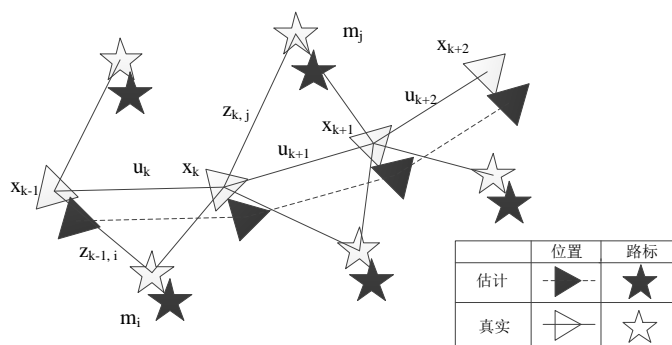 m_j
x_{k+2}
z_{k, j}
u_{k+2}
x_{k+1}
u_{k+1}
u_k
x_k
x_{k-1}
z_{k-1, i}
m_i
位置 路标
估计
真实